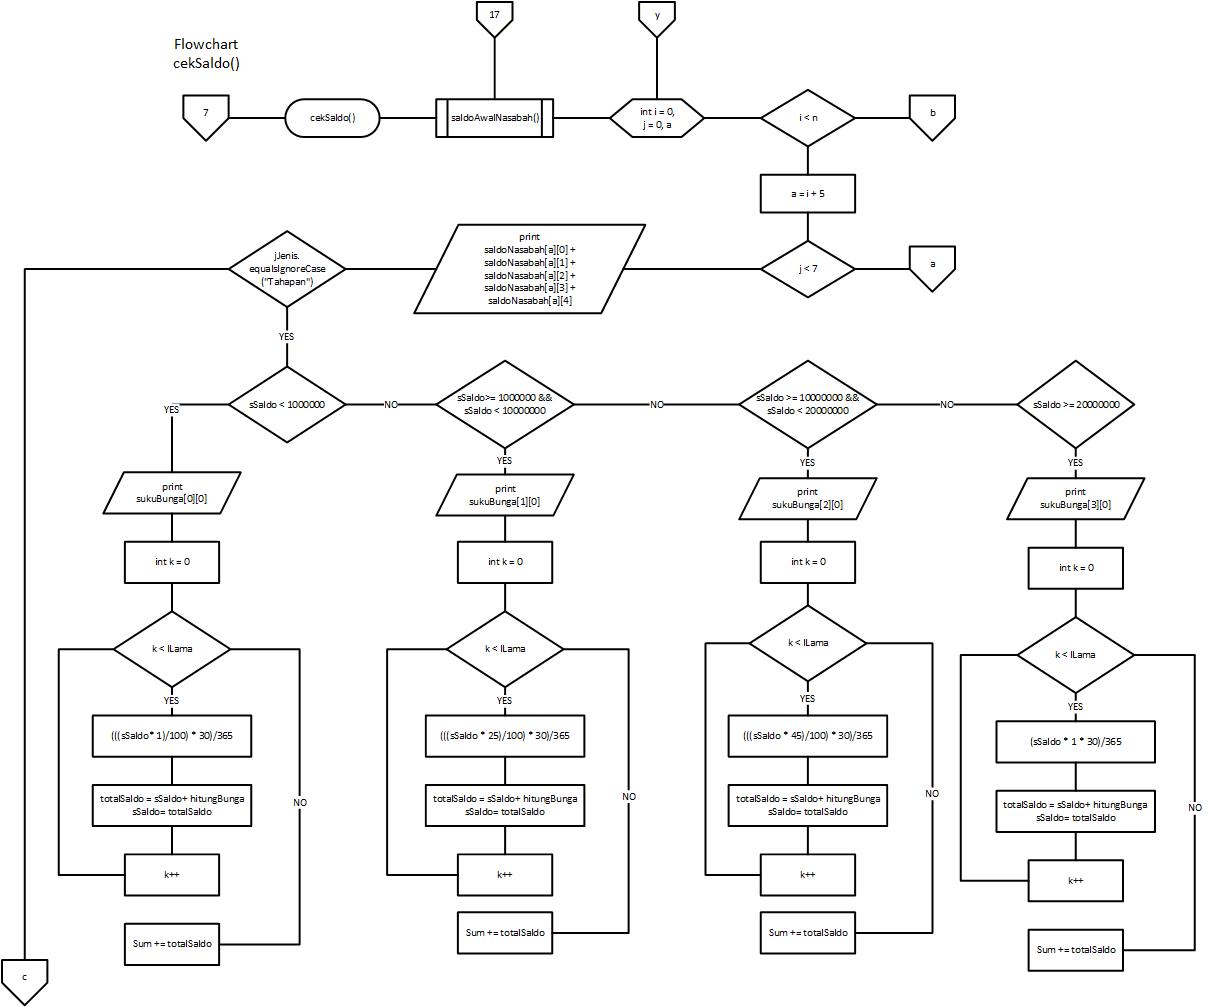 17
y
Flowchart
cekSaldo()
7
cekSaldo()
saldoAwalNasabah()
int i = 0,
j = 0, a
i < n
b
a = i + 5
jJenis.
equalsIgnoreCase
("Tahapan")
print
saldoNasabah[a][0] +
saldoNasabah[a][1] +
saldoNasabah[a][2] +
saldoNasabah[a][3] +
saldoNasabah[a][4]
j < 7
a
YES
sSaldo < 1000000
NO
sSaldo>= 1000000 &&
sSaldo < 10000000
NO
sSaldo >= 10000000 &&
sSaldo < 20000000
NO
sSaldo >= 20000000
YES
YES
YES
YES
print
sukuBunga[0][0]
print
sukuBunga[1][0]
print
sukuBunga[2][0]
print
sukuBunga[3][0]
int k = 0
int k = 0
int k = 0
int k = 0
k < lLama
k < lLama
k < lLama
k < lLama
YES
YES
YES
YES
(((sSaldo* 1)/100) * 30)/365
(((sSaldo * 25)/100) * 30)/365
(((sSaldo * 45)/100) * 30)/365
(sSaldo * 1 * 30)/365
totalSaldo = sSaldo+ hitungBunga
sSaldo= totalSaldo
totalSaldo = sSaldo+ hitungBunga
sSaldo= totalSaldo
totalSaldo = sSaldo+ hitungBunga
sSaldo= totalSaldo
totalSaldo = sSaldo+ hitungBunga
sSaldo= totalSaldo
NO
NO
NO
NO
k++
k++
k++
k++
Sum += totalSaldo
Sum += totalSaldo
Sum += totalSaldo
Sum += totalSaldo
c